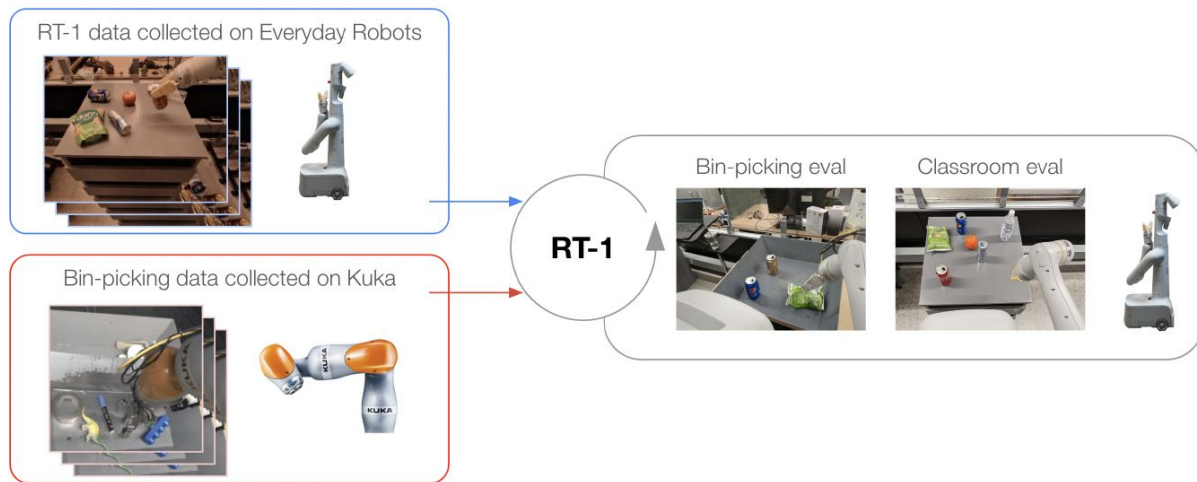 RT-1 data collected on Everyday Robots
Bin-picking data collected on Kuka
KUKA
KUKA
RT-1
Bin-picking eval
Classroom eval